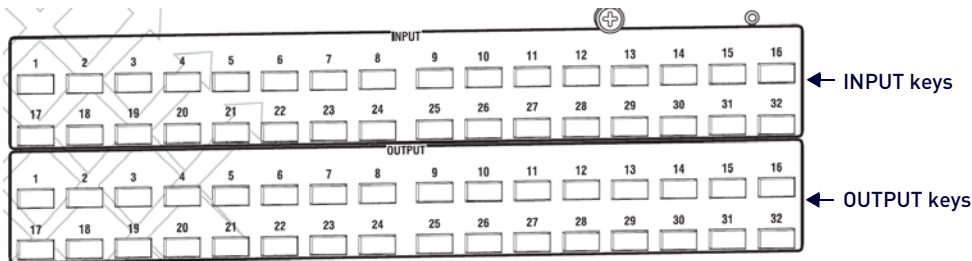 INPUT
1 2 3 4 5 6 7 8 9 10 11 12 13 14 15 16
INPUT keys
17 18 19 20 21 22 23 24 25 26 27 28 29 30 31 32
OUTPUT
1 2 3 4 5 6 7 8 9 10 11 12 13 14 15 16
OUTPUT keys
17 18 19 20 21 22 23 24 25 26 27 28 29 30 31 32